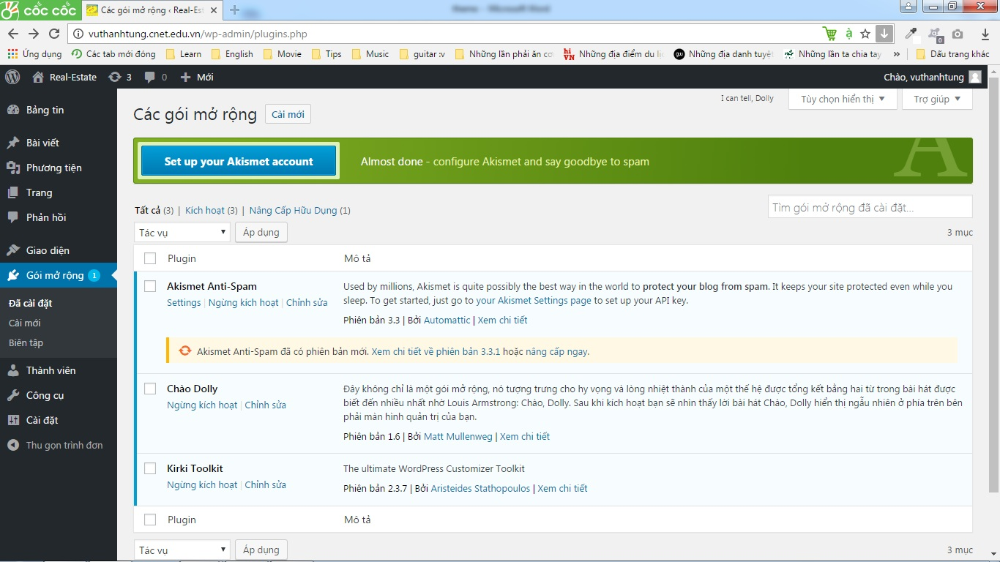 cốc cốc
Các gói mở rộng ‹ Real-Est
theme - Microsoft Word
vuthanhtung.cnet.edu.vn/wp-admin/plugins.php
Ứng dụng Các tab mới đóng Learn English Movie Tips Music guitar :v Những lần phải ăn cơ Những địa điểm du lị Những địa danh tuyệt Những lần ta chia tay » Dấu trang khác
Real-Estate 3 0 Mới Chào, vuthanhtung
Bảng tin
Bài viết
Phương tiện
Trang
Phản hồi
Giao diện
Gói mở rộng 1
Đã cài đặt
Cài mới
Biên tập
Thành viên
Công cụ
Cài đặt
Thu gọn trình đơn
I can tell, Dolly Tùy chọn hiển thị Trợ giúp
Các gói mở rộng Cài mới
Set up your Akismet account Almost done - configure Akismet and say goodbye to spam A
Tất cả (3) | Kích hoạt (3) | Nâng Cấp Hữu Dụng (1) Tìm gói mở rộng đã cài đặt...
Tác vụ Áp dụng 3 mục
Plugin Mô tả
Akismet Anti-Spam Used by millions, Akismet is quite possibly the best way in the world to protect your blog from spam. It keeps your site protected even while you
Settings | Ngừng kích hoạt | Chỉnh sửa sleep. To get started, just go to your Akismet Settings page to set up your API key.
Phiên bản 3.3 | Bởi Automattic | Xem chi tiết
Akismet Anti-Spam đã có phiên bản mới. Xem chi tiết về phiên bản 3.3.1 hoặc nâng cấp ngay.
Chào Dolly Đây không chỉ là một gói mở rộng, nó tượng trưng cho hy vọng và lòng nhiệt thành của một thế hệ được tổng kết bằng hai từ trong bài hát được
Ngừng kích hoạt | Chỉnh sửa biết đến nhiều nhất nhờ Louis Armstrong: Chào, Dolly. Sau khi kích hoạt bạn sẽ nhìn thấy lời bài hát Chào, Dolly hiển thị ngẫu nhiên ở phía trên bên
phải màn hình quản trị của bạn.
Phiên bản 1.6 | Bởi Matt Mullenweg | Xem chi tiết
Kirki Toolkit The ultimate WordPress Customizer Toolkit
Ngừng kích hoạt | Chỉnh sửa Phiên bản 2.3.7 | Bởi Aristeides Stathopoulos | Xem chi tiết
Plugin Mô tả
Tác vụ Áp dụng 3 mục